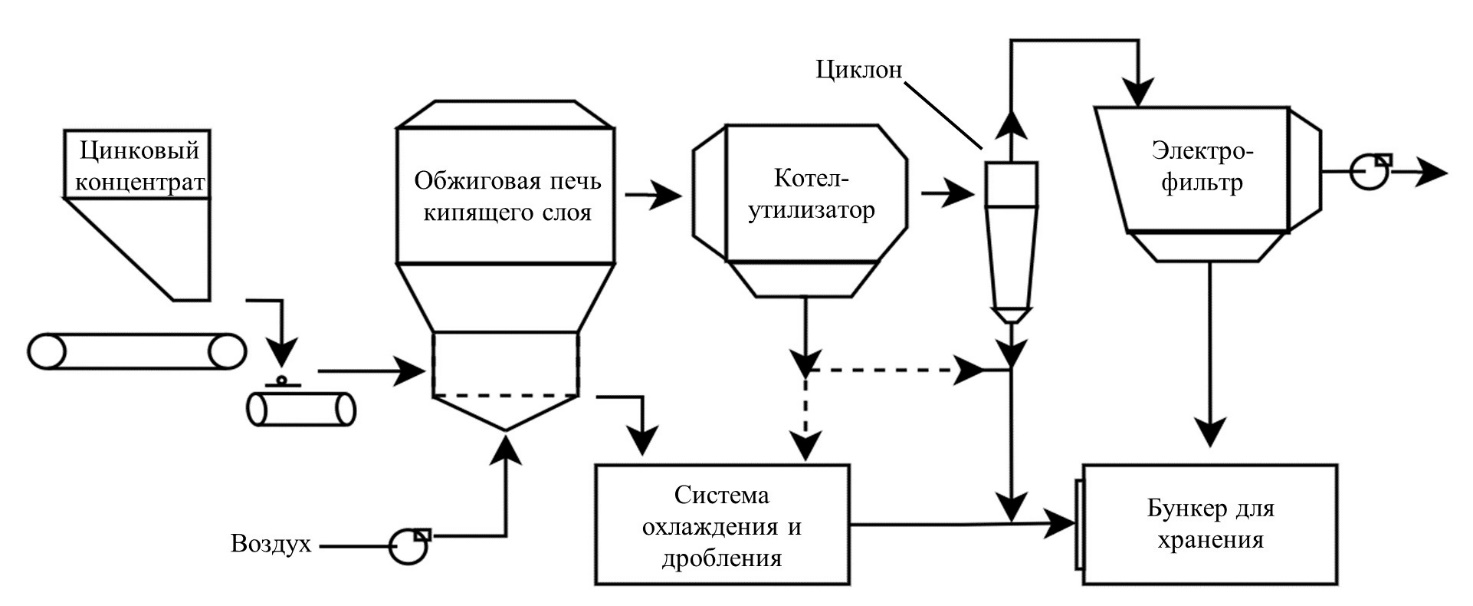 Циклон
Цинковый
концентрат
Обжиговая печь
кипящего слоя
Котел-
утилизатор
Электро-
фильтр
Воздух
Система
охлаждения и
дробления
Бункер для
хранения